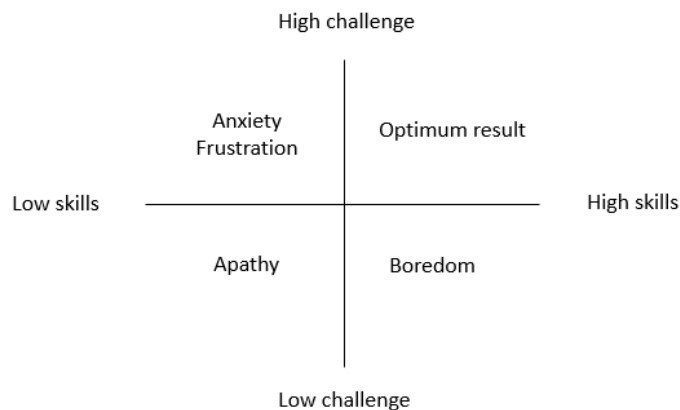 High challenge
Anxiety
Frustration
Optimum result
Low skills
High skills
Apathy
Boredom
Low challenge